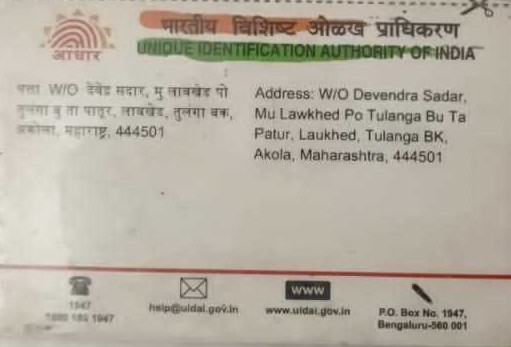 आधार
भारतीय विशिष्ट ओळख प्राधिकरण
UNIQUE IDENTIFICATION AUTHORITY OF INDIA
पत्ता W/O देवेंद्र सदार, मु लावखेड पो
तुलंगा बु ता पातूर, लावखेड, तुलंगा बक,
अकोला, महाराष्ट्र, 444501
Address: W/O Devendra Sadar,
Mu Lawkhed Po Tulanga Bu Ta
Patur, Laukhed, Tulanga BK,
Akola, Maharashtra, 444501
1947
1947
help@uidai.gov.in
WWW
www.uidai.gov.in
P.O. Box No. 1947,
Bengaluru-560 001